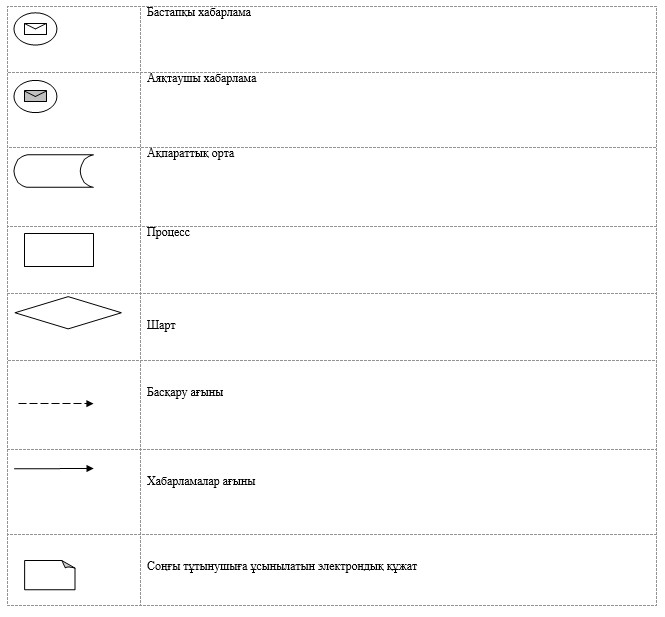 Бастапқы хабарлама
Аяқтаушы хабарлама
Ақпараттық орта
Процесс
Шарт
Басқару ағыны
Хабарламалар ағыны
Соңғы тұтынушыға ұсынылатын электрондық құжат